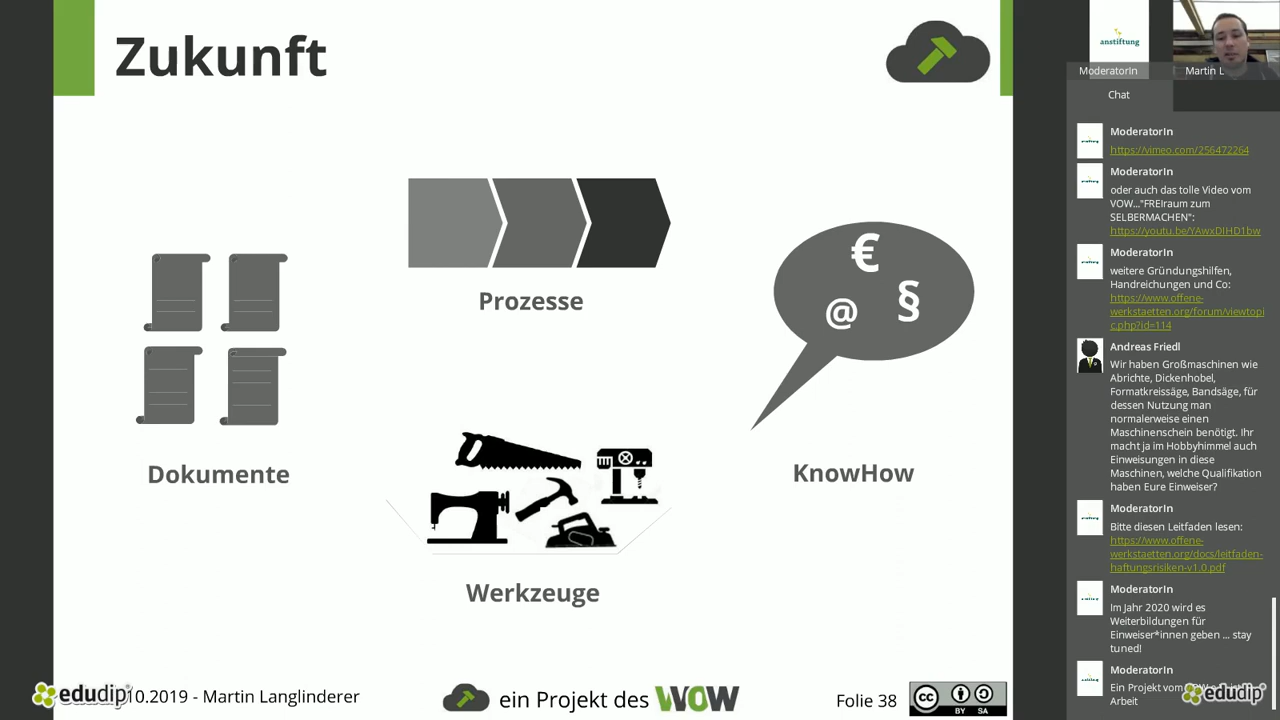 Zukunft
Prozesse
€
@
§
Dokumente
KnowHow
Werkzeuge
edudip
10.2019 - Martin Langlinderer
ein Projekt des WOW
Folie 38
cc
BY SA
anstiftung
ModeratorIn
Martin L
Chat
ModeratorIn
https://vimeo.com/256472264
ModeratorIn
oder auch das tolle Video vom
VOW..."FREIraum zum
SELBERMACHEN":
https://youtu.be/YAwxDIHD1bw
ModeratorIn
weitere Gründungshilfen,
Handreichungen und Co:
https://www.offene-
werkstaetten.org/forum/viewtopi
c.php?id=114
Andreas Friedl
Wir haben Großmaschinen wie
Abrichte, Dickenhobel,
Formatkreissäge, Bandsäge, für
dessen Nutzung man
normalerweise einen
Maschinenschein benötigt. Ihr
macht ja im Hobbyhimmel auch
Einweisungen in diese
Maschinen, welche Qualifikation
haben Eure Einweiser?
ModeratorIn
Bitte diesen Leitfaden lesen:
https://www.offene-
werkstaetten.org/docs/leitfaden-
haftungsrisiken-v1.0.pdf
ModeratorIn
Im Jahr 2020 wird es
Weiterbildungen für
Einweiser*innen geben ... stay
tuned!
ModeratorIn
Ein Projekt vom
Arbeit
edudip